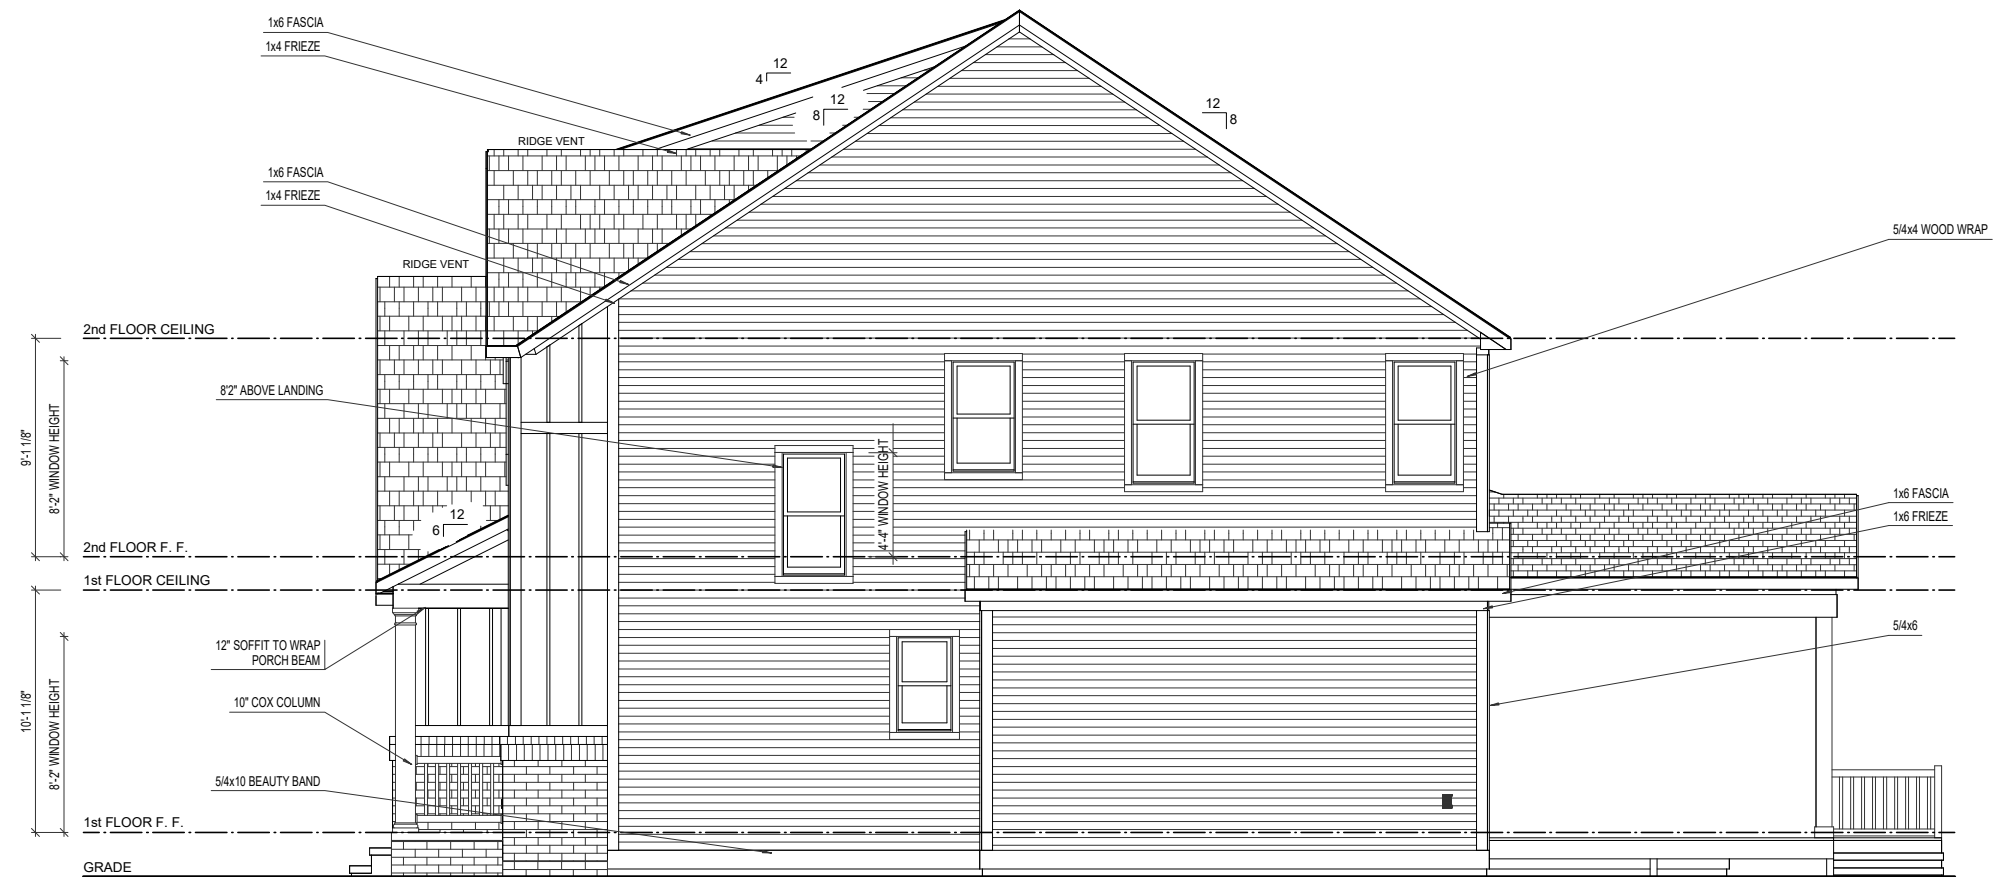 1x6 FASCIA
1x4 FRIEZE
12
4
12
8
12
8
RIDGE VENT
1x6 FASCIA
1x4 FRIEZE
5/4x4 WOOD WRAP
RIDGE VENT
2nd FLOOR CEILING
8'2" ABOVE LANDING
9'-1 1/8"
8'-2" WINDOW HEIGHT
4'-4" WINDOW HEIGHT
12
6
1x6 FASCIA
1x6 FRIEZE
2nd FLOOR F. F.
1st FLOOR CEILING
5/4x6
12" SOFFIT TO WRAP
PORCH BEAM
10'-1 1/8"
8'-2" WINDOW HEIGHT
10" COX COLUMN
5/4x10 BEAUTY BAND
1st FLOOR F. F.
GRADE